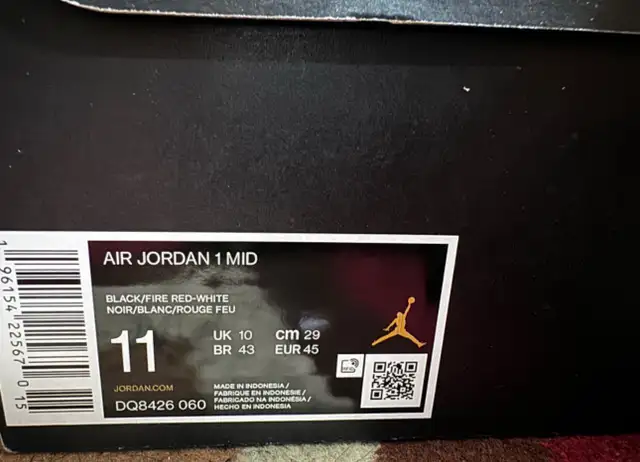 AIR JORDAN 1 MID
BLACK/FIRE RED-WHITE
NOIR/BLANC/ROUGE FEU
11
UK 10 cm 29
BR 43 EUR 45
JORDAN.COM
DQ8426 060
MADE IN INDONESIA /
FABRIQUE EN INDONESIE /
FABRICADO NA INDONÉSIA /
HECHO EN INDONESIA
1 96154 22567 0 15